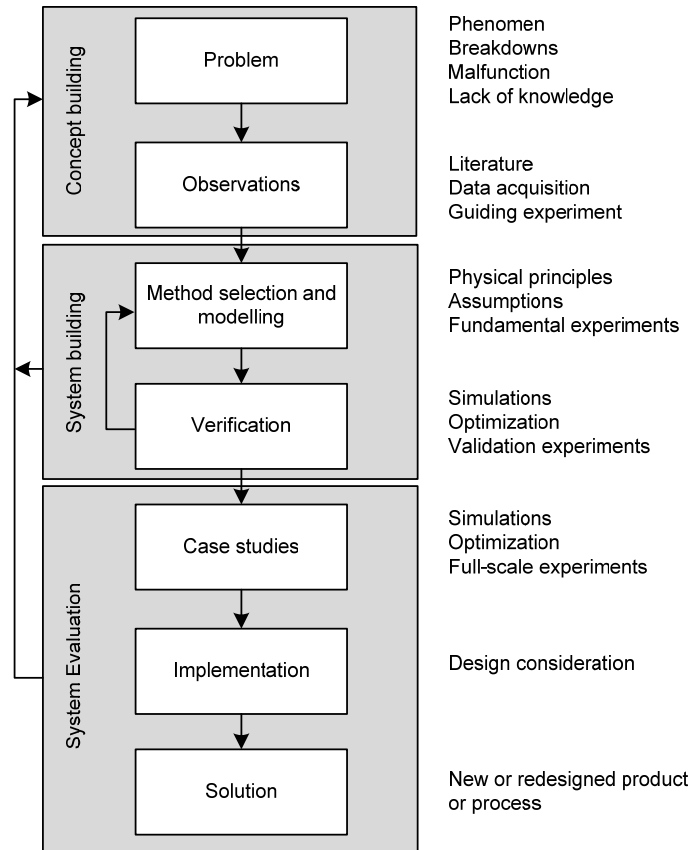 Concept building
Problem
Phenomen
Breakdowns
Malfunction
Lack of knowledge
Observations
Literature
Data acquisition
Guiding experiment
System building
Method selection and
modelling
Physical principles
Assumptions
Fundamental experiments
Verification
Simulations
Optimization
Validation experiments
System Evaluation
Case studies
Simulations
Optimization
Full-scale experiments
Implementation
Design consideration
Solution
New or redesigned product
or process